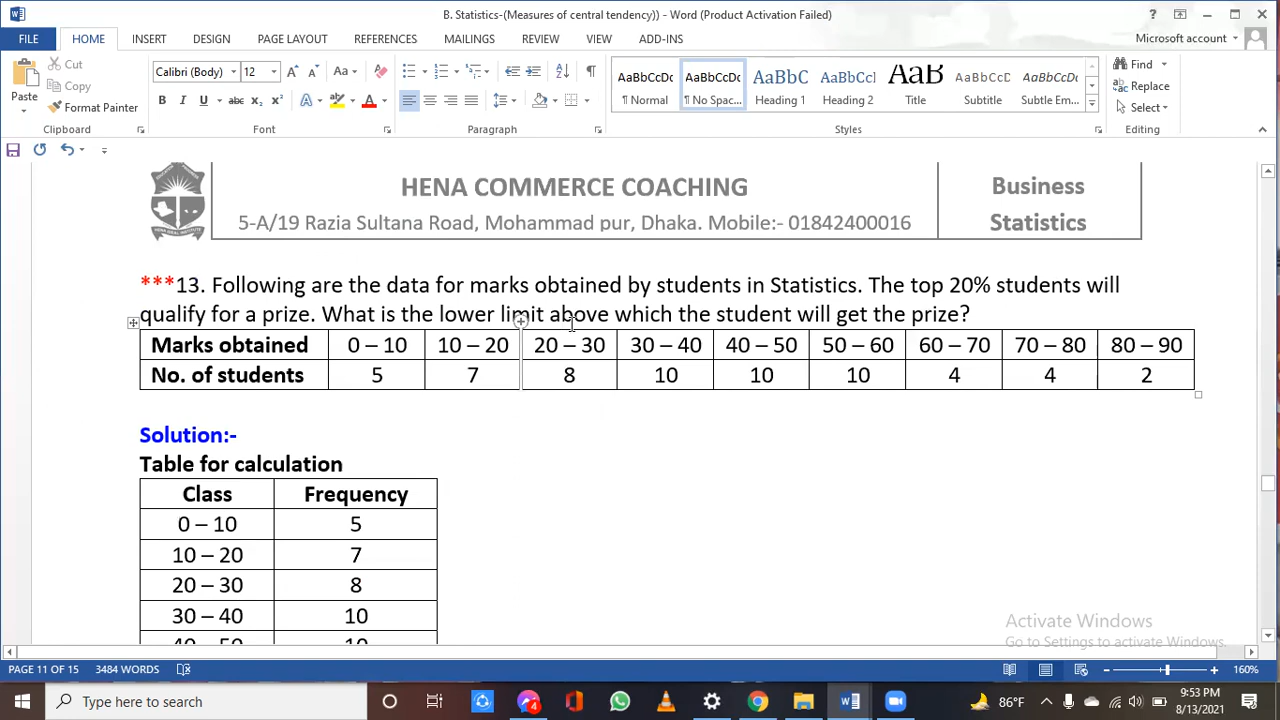 B. Statistics-(Measures of central tendency)) - Word (Product Activation Failed)
FILE HOME INSERT DESIGN PAGE LAYOUT REFERENCES MAILINGS REVIEW VIEW ADD-INS Microsoft account
Paste Cut Copy Format Painter
Calibri (Body) 12
AaBbCcDc AaBbCcDc AaBbC AaBbCc AaB AaBbCcD AaBbCcDc
¶ Normal ¶ No Spac... Heading Heading 2 Title Subtitle Subtle Em...
Find Replace Select
Clipboard Font Paragraph Styles Editing
HENA COMMERCE COACHING
5-A/19 Razia Sultana Road, Mohammad pur, Dhaka. Mobile:- 01842400016
Business
Statistics
***13. Following are the data for marks obtained by students in Statistics. The top 20% students will
qualify for a prize. What is the lower limit above which the student will get the prize?
Marks obtained 0 – 10 10 – 20 20 – 30 30 – 40 40 – 50 50 – 60 60 – 70 70 – 80 80 – 90
No. of students 5 7 8 10 10 10 4 4 2
Solution:-
Table for calculation
Class Frequency
0 – 10 5
10 – 20 7
20 – 30 8
30 – 40 10
40 – 50 10
Activate Windows
Go to Settings to activate Windows.
PAGE 11 OF 15 3484 WORDS 160%
Type here to search
86°F 9:53 PM
8/13/2021